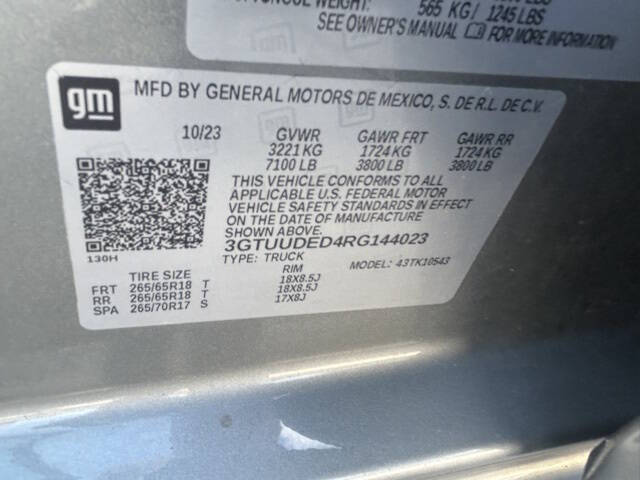 TONGUE WEIGHT:
565 KG/ 1245 LBS
SEE OWNER'S MANUAL FOR MORE INFORMATION
gm
MFD BY GENERAL MOTORS DE MEXICO, S. DE R.L. DE C.V.
10/23 GVWR GAWR FRT GAWR RR
3221 KG 1724 KG 1724 KG
7100 LB 3800 LB 3800 LB
THIS VEHICLE CONFORMS TO ALL
APPLICABLE U.S. FEDERAL MOTOR
VEHICLE SAFETY STANDARDS IN EFFECT
ON THE DATE OF MANUFACTURE
SHOWN ABOVE.
3GTUUDED4RG144023
130H
TYPE: TRUCK MODEL: 43TK10543
TIRE SIZE RIM
FRT 265/65R18 T 18X8.5J
RR 265/65R18 T 18X8.5J
SPA 265/70R17 S 17X8J